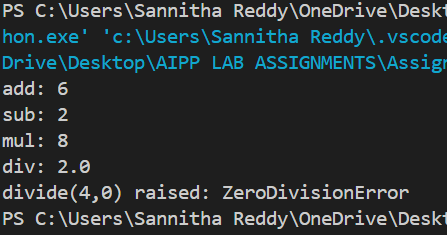 PS C:\Users\Sannitha Reddy\OneDrive\Deskt
hon.exe' 'c:\Users\Sannitha Reddy\.vscode
Drive\Desktop\AIPP LAB ASSIGNMENTS\Assign
add: 6
sub: 2
mul: 8
div: 2.0
divide(4,0) raised: ZeroDivisionError
PS C:\Users\Sannitha Reddy\OneDrive\Deskt